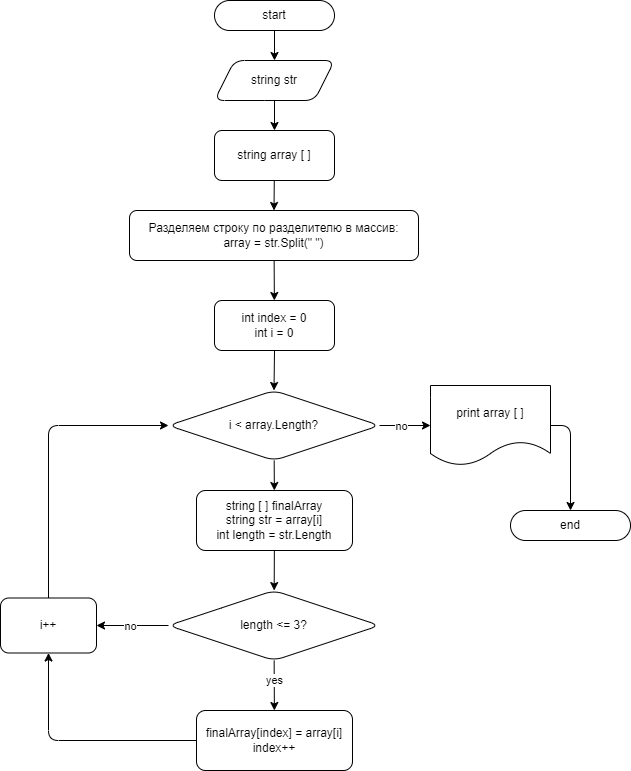 start
string str
string array [ ]
Разделяем строку по разделителю в массив:
array = str.Split(" ")
int index = 0
int i = 0
i < array.Length?
no
print array [ ]
end
string [ ] finalArray
string str = array[i]
int length = str.Length
length <= 3?
no
i++
yes
finalArray[index] = array[i]
index++